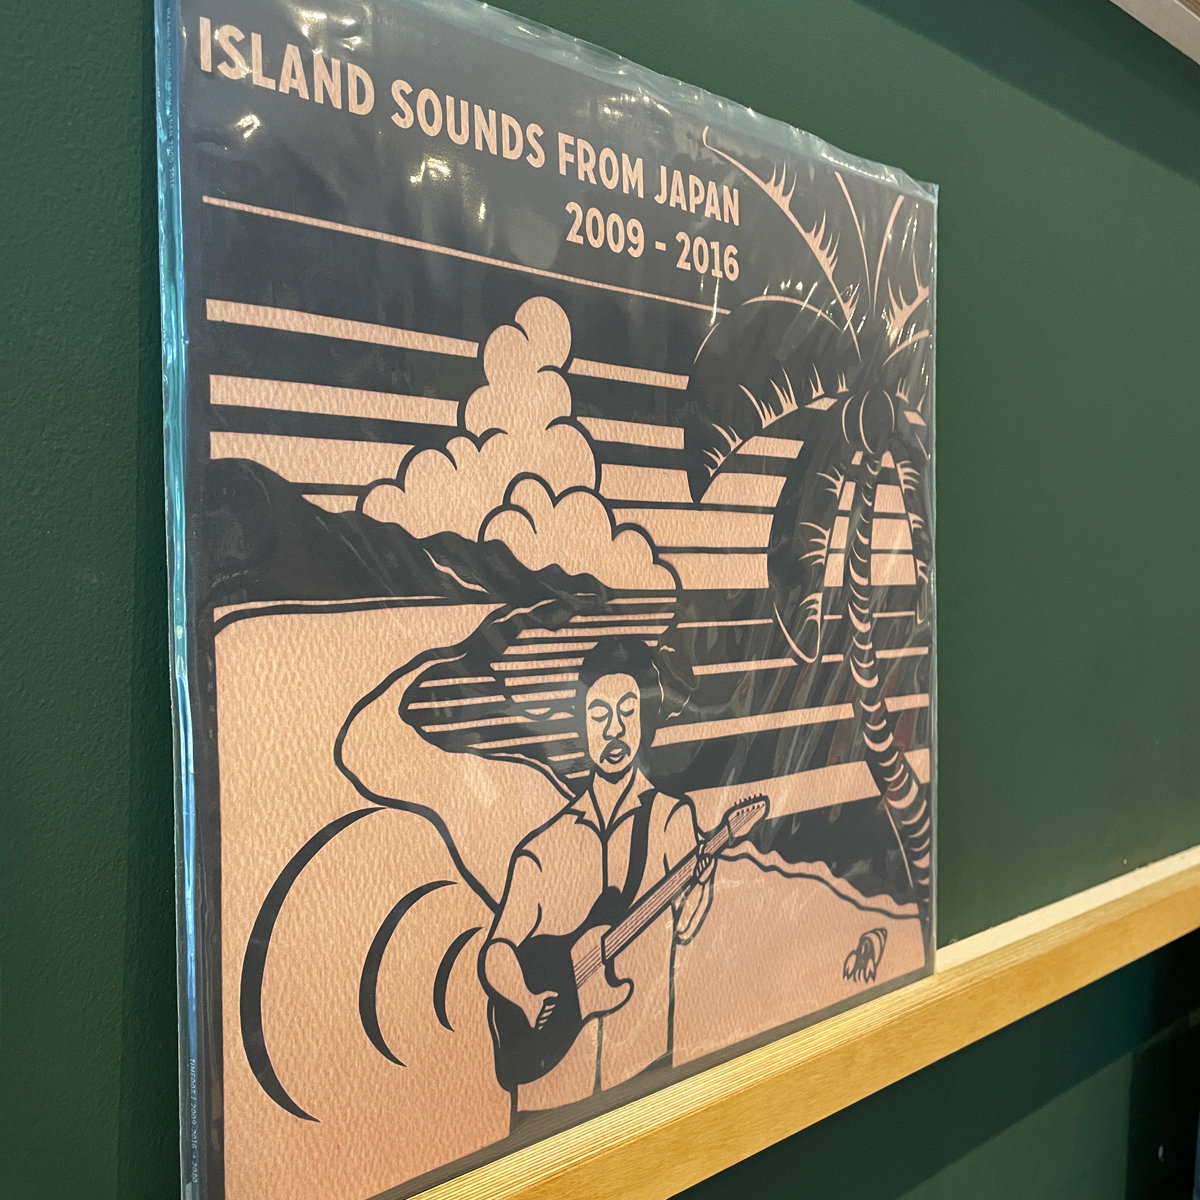 ISLAND SOUNDS FROM JAPAN
2009 - 2016